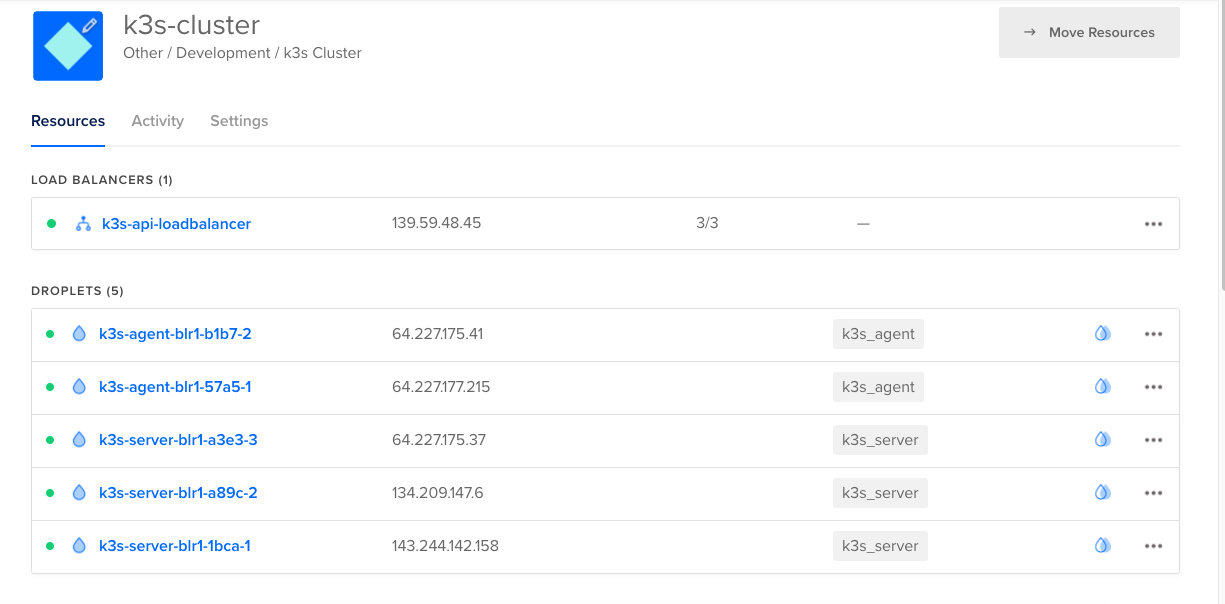 k3s-cluster
Other / Development / k3s Cluster
→ Move Resources
Resources Activity Settings
LOAD BALANCERS (1)
k3s-api-loadbalancer 139.59.48.45 3/3 —
DROPLETS (5)
k3s-agent-blr1-b1b7-2 64.227.175.41 k3s_agent
k3s-agent-blr1-57a5-1 64.227.177.215 k3s_agent
k3s-server-blr1-a3e3-3 64.227.175.37 k3s_server
k3s-server-blr1-a89c-2 134.209.147.6 k3s_server
k3s-server-blr1-1bca-1 143.244.142.158 k3s_server